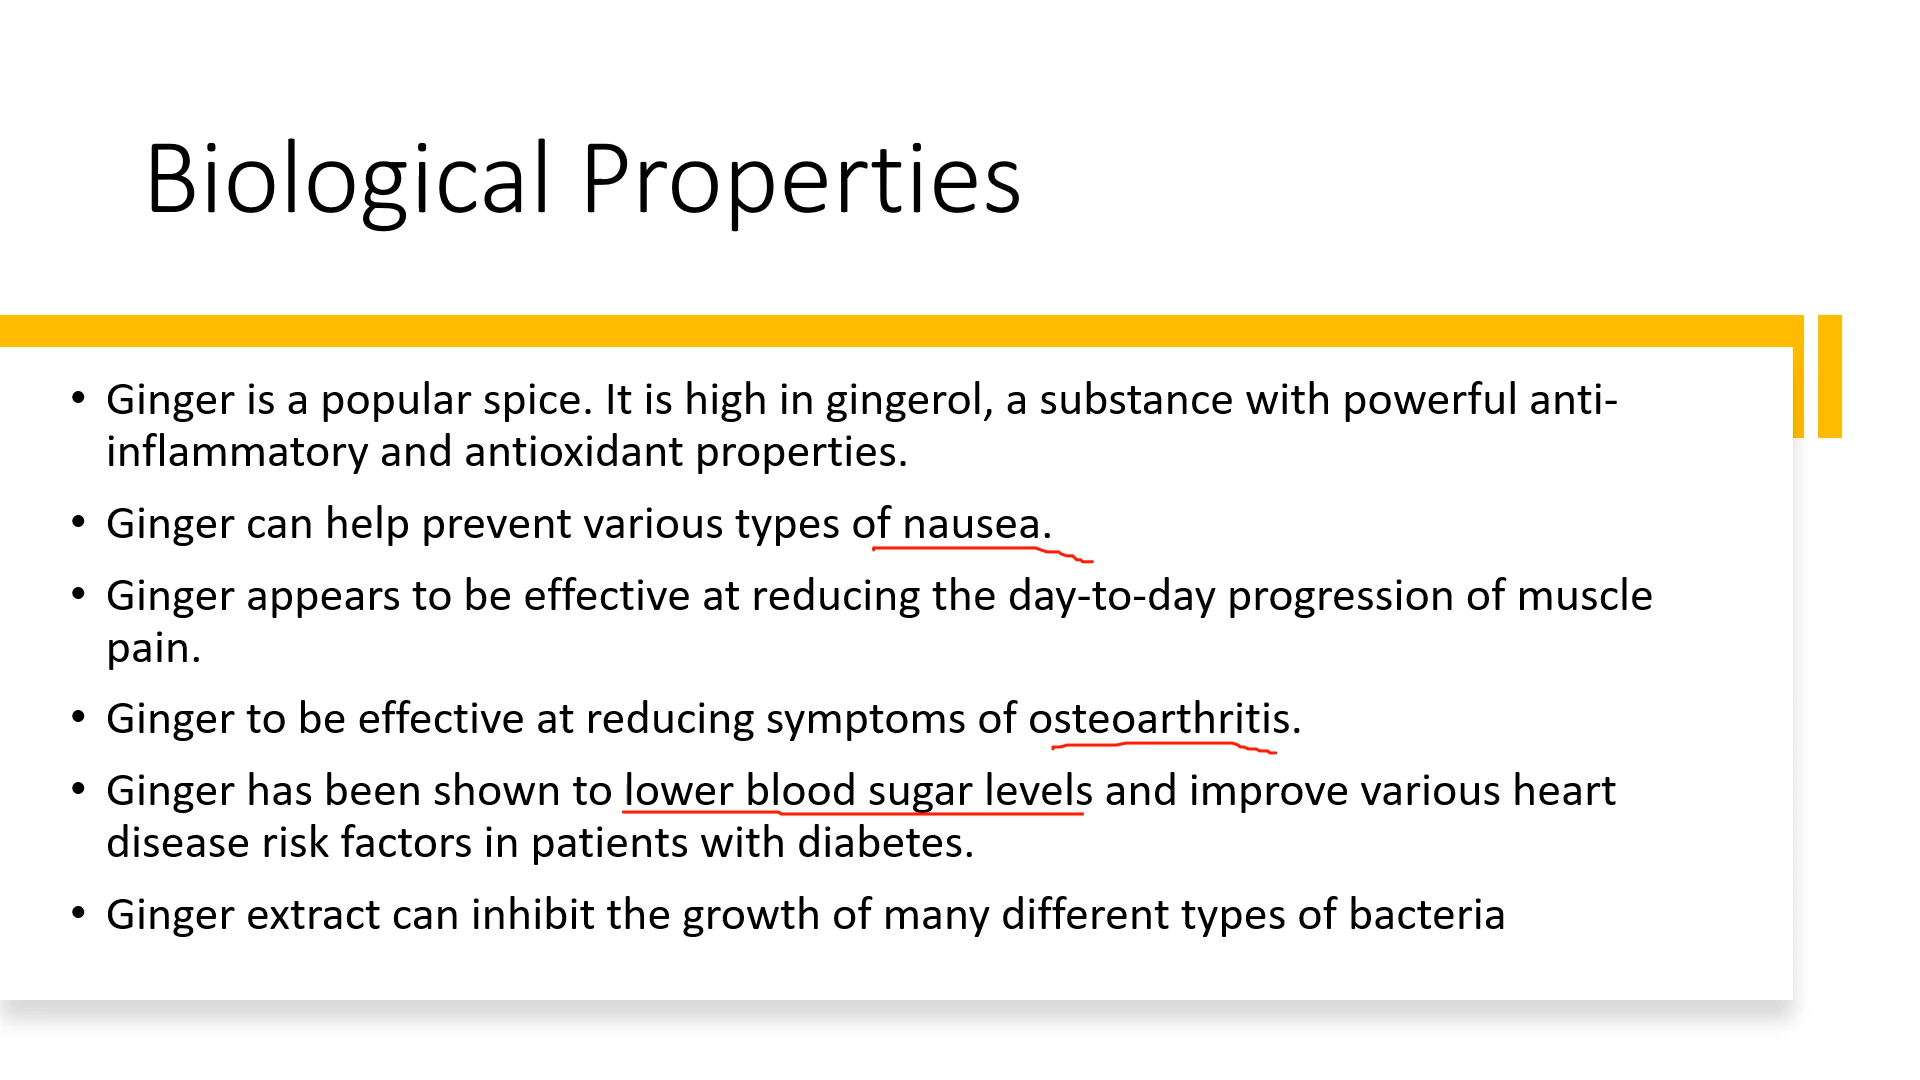 Biological Properties
• Ginger is a popular spice. It is high in gingerol, a substance with powerful anti-
inflammatory and antioxidant properties.
• Ginger can help prevent various types of nausea.
• Ginger appears to be effective at reducing the day-to-day progression of muscle
pain.
• Ginger to be effective at reducing symptoms of osteoarthritis.
• Ginger has been shown to lower blood sugar levels and improve various heart
disease risk factors in patients with diabetes.
• Ginger extract can inhibit the growth of many different types of bacteria